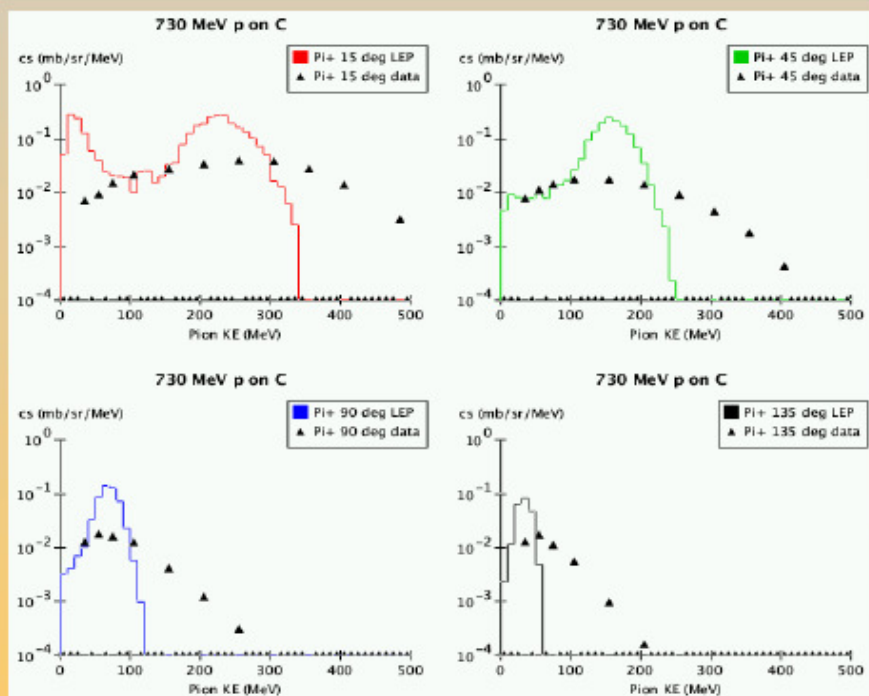 730 MeV p on C
cs (mb/sr/MeV)
Pi+ 15 deg LEP
Pi+ 15 deg data
10^0
10^-1
10^-2
10^-3
10^-4
0 100 200 300 400 500
Pion KE (MeV)
730 MeV p on C
cs (mb/sr/MeV)
Pi+ 45 deg LEP
Pi+ 45 deg data
10^0
10^-1
10^-2
10^-3
10^-4
0 100 200 300 400 500
Pion KE (MeV)
730 MeV p on C
cs (mb/sr/MeV)
Pi+ 90 deg LEP
Pi+ 90 deg data
10^0
10^-1
10^-2
10^-3
10^-4
0 100 200 300 400 500
Pion KE (MeV)
730 MeV p on C
cs (mb/sr/MeV)
Pi+ 135 deg LEP
Pi+ 135 deg data
10^0
10^-1
10^-2
10^-3
10^-4
0 100 200 300 400 500
Pion KE (MeV)